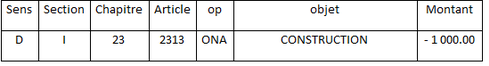 Sens Section Chapitre Article op objet Montant
D I 23 2313 ONA CONSTRUCTION - 1 000.00